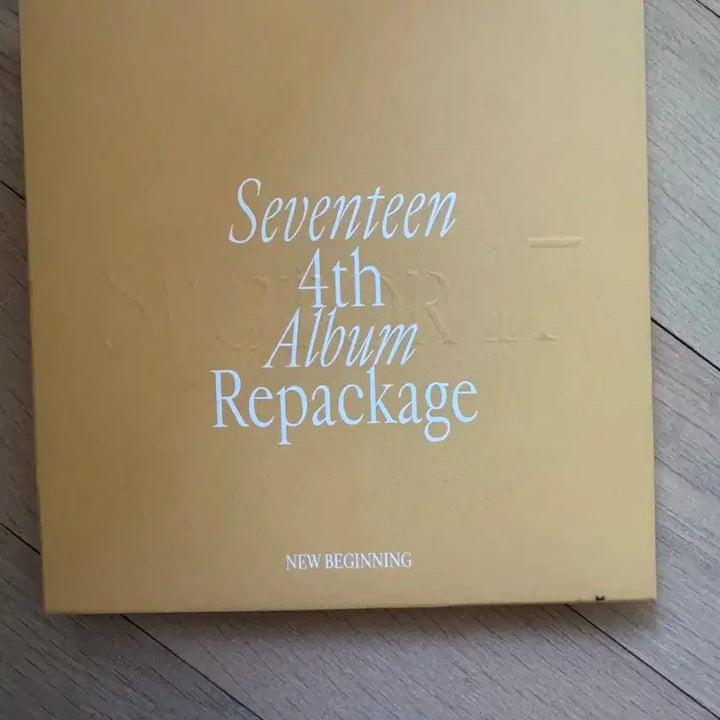 Seventeen
4th
Album
Repackage
NEW BEGINNING